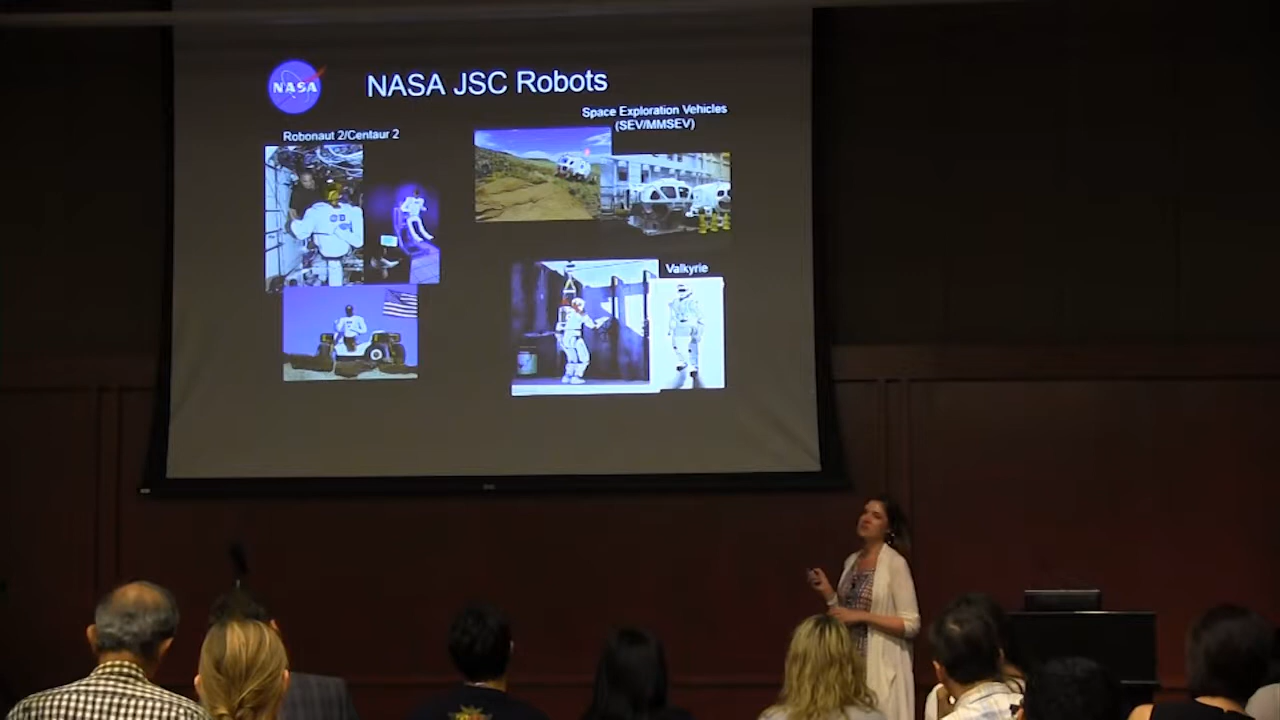 NASA
NASA JSC Robots
Space Exploration Vehicles
(SEV/MMSEV)
Robonaut 2/Centaur 2
Valkyrie